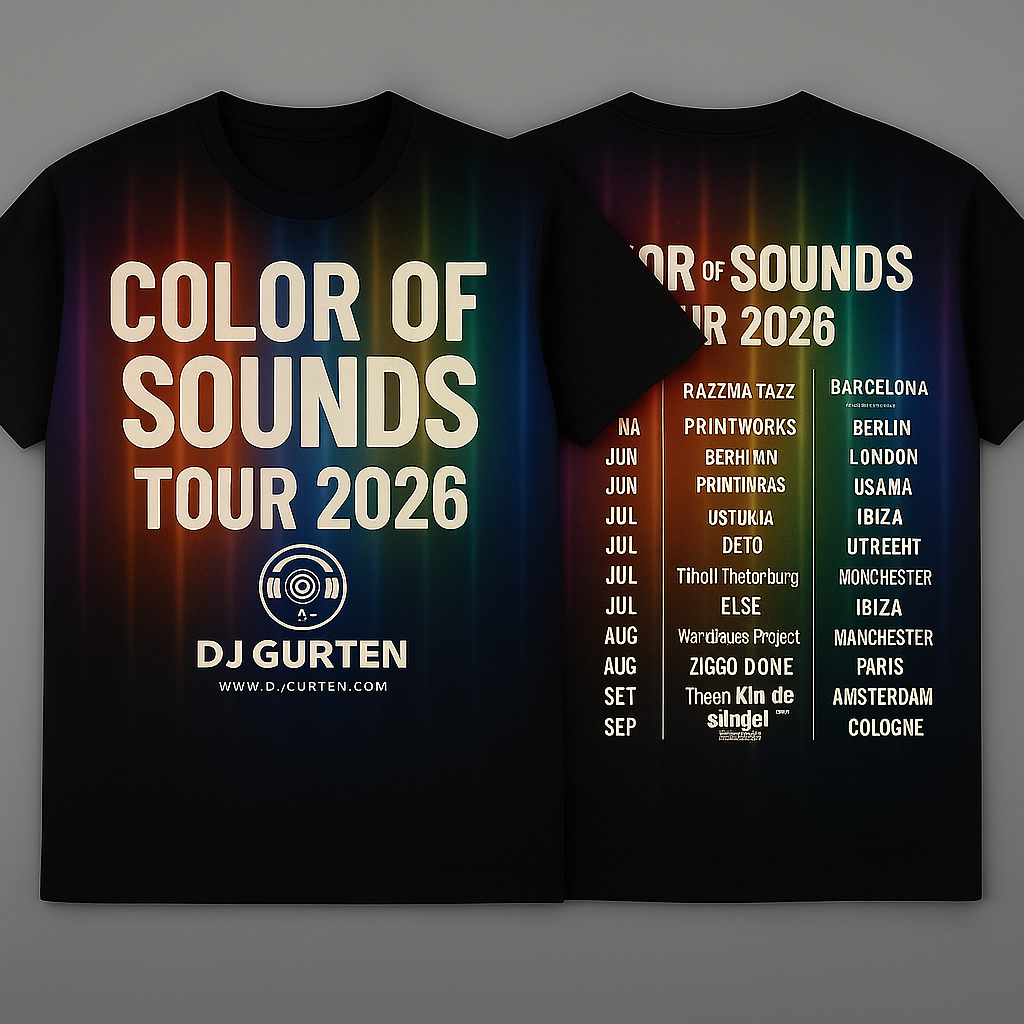 COLOR OF
SOUNDS
TOUR 2026
DJ GURTEN
WWW.D./CURTEN.COM
OR OF SOUNDS
UR 2026
RAZZMA TAZZ BARCELONA
NA PRINTWORKS BERLIN
JUN BERHIMN LONDON
JUN PRINTINRAS USAMA
JUL USTUKIA IBIZA
JUL DETO UTREEHT
JUL Tiholl Thetorburg MONCHESTER
JUL ELSE IBIZA
AUG Wardlaues Project MANCHESTER
AUG ZIGGO DONE PARIS
SET Theen Kln de AMSTERDAM
silngel
SEP COLOGNE